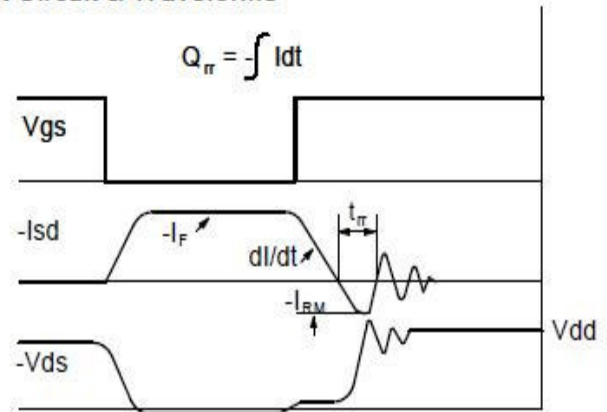 Q_rr = -∫ Idt
Vgs
-Isd
-I_F
dI/dt
t_rr
-I_RM
Vdd
-Vds